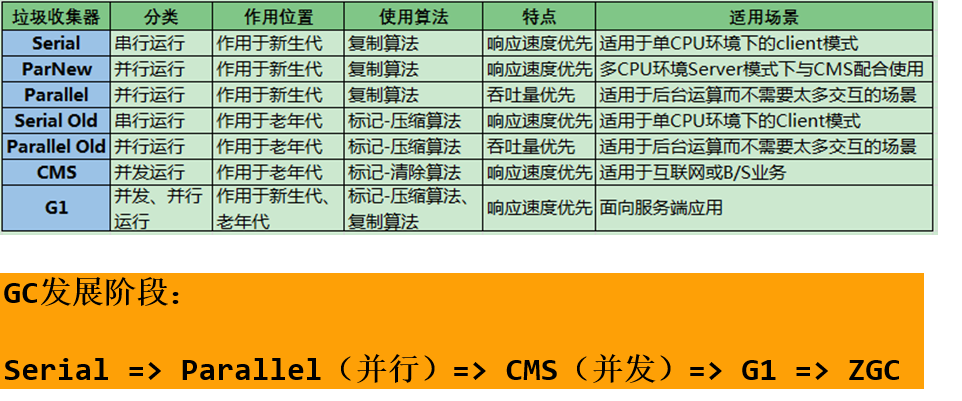 垃圾收集器 分类 作用位置 使用算法 特点 适用场景
Serial 串行运行 作用于新生代 复制算法 响应速度优先 适用于单CPU环境下的client模式
ParNew 并行运行 作用于新生代 复制算法 响应速度优先 多CPU环境Server模式下与CMS配合使用
Parallel 并行运行 作用于新生代 复制算法 吞吐量优先 适用于后台运算而不需要太多交互的场景
Serial Old 串行运行 作用于老年代 标记-压缩算法 响应速度优先 适用于单CPU环境下的Client模式
Parallel Old 并行运行 作用于老年代 标记-压缩算法 吞吐量优先 适用于后台运算而不需要太多交互的场景
CMS 并发运行 作用于老年代 标记-清除算法 响应速度优先 适用于互联网或B/S业务
G1 并发、并行 作用于新生代、 标记-压缩算法、 响应速度优先 面向服务端应用
运行 老年代 复制算法
GC发展阶段：
Serial => Parallel（并行）=> CMS（并发）=> G1 => ZGC